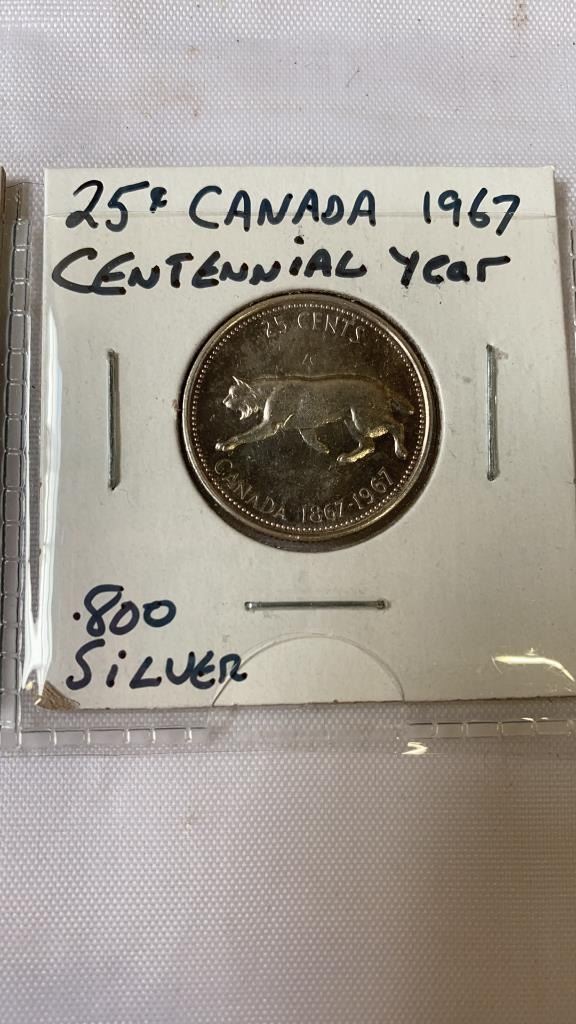 25¢ CANADA 1967
CENTENNIAL Year
25 CENTS
CANADA 1867-1967
.800
SILVER